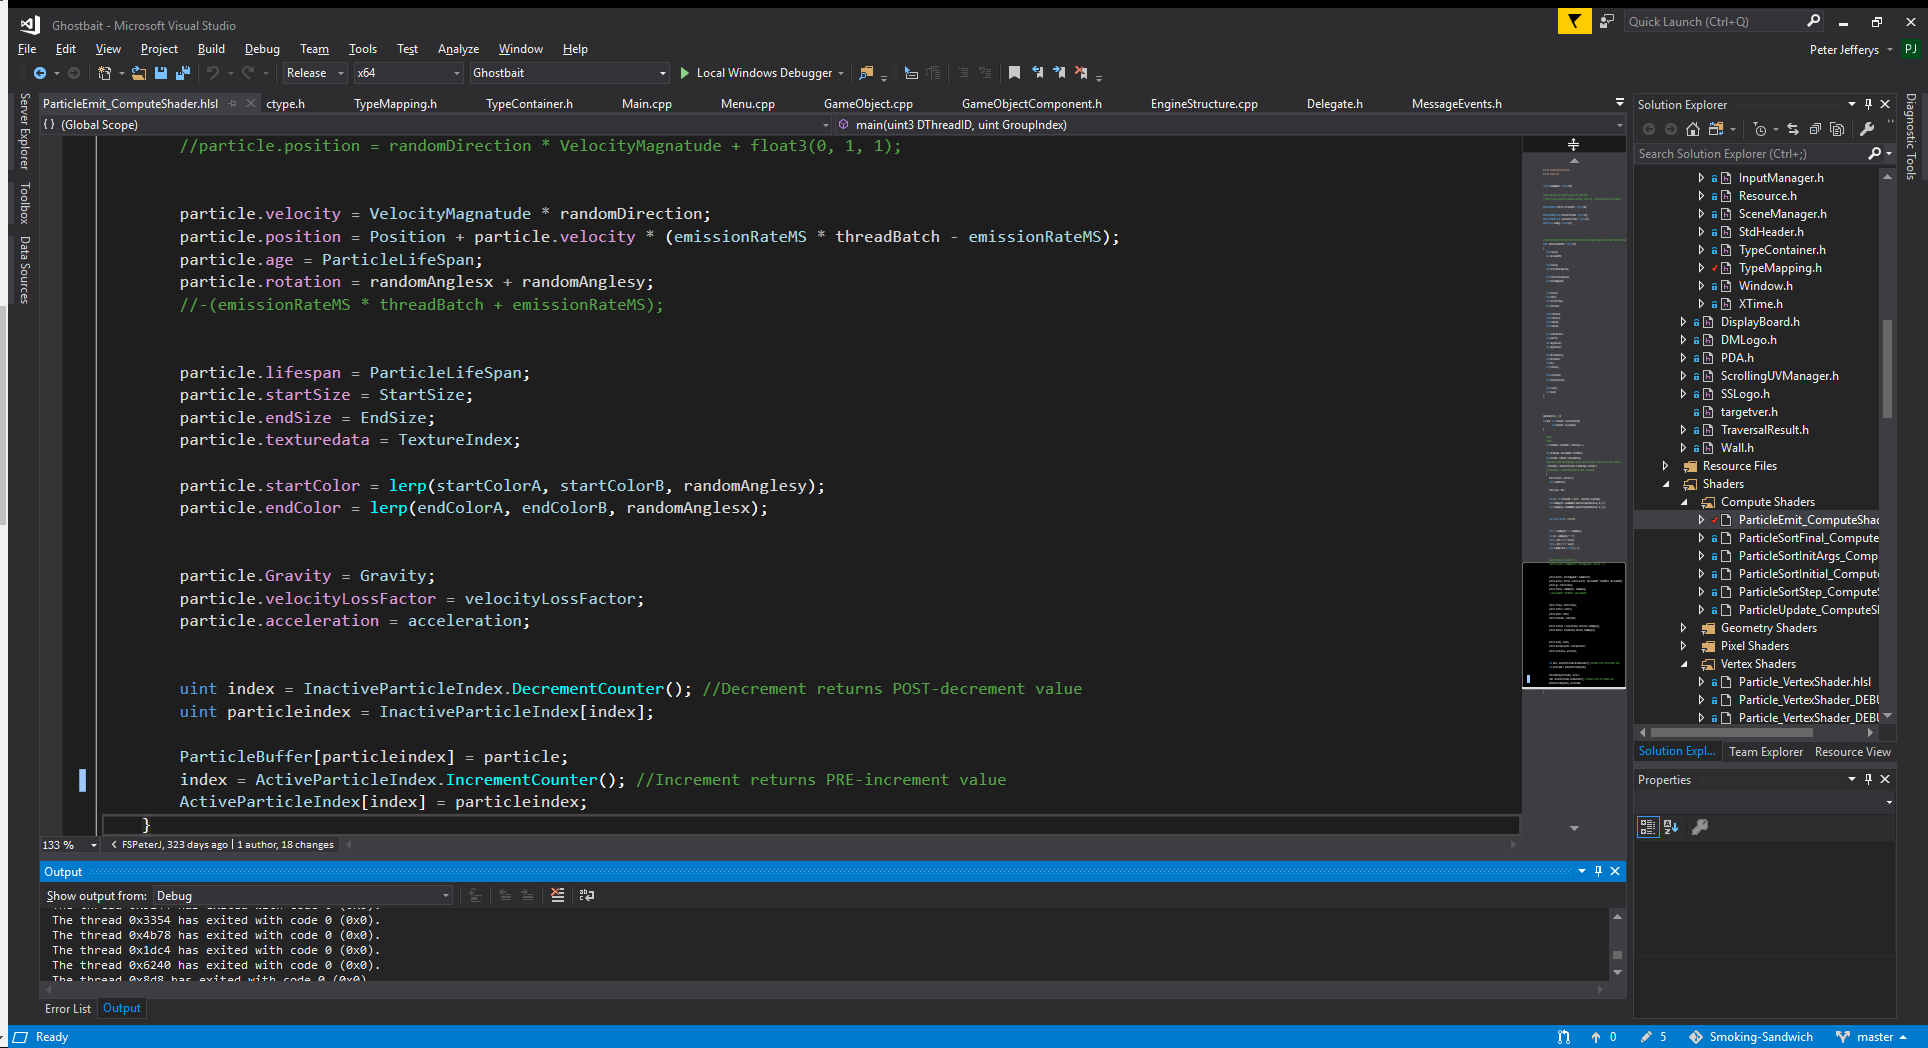 Ghostbait - Microsoft Visual Studio
Quick Launch (Ctrl+Q)
File Edit View Project Build Debug Team Tools Test Analyze Window Help
Peter Jefferys PJ
Release x64 Ghostbait Local Windows Debugger
ParticleEmit_ComputeShader.hlsl ctype.h TypeMapping.h TypeContainer.h Main.cpp Menu.cpp GameObject.cpp GameObjectComponent.h EngineStructure.cpp Delegate.h MessageEvents.h
(Global Scope) main(uint3 DThreadID, uint GroupIndex)
Server Explorer
Toolbox
Data Sources
//particle.position = randomDirection * VelocityMagnatude + float3(0, 1, 1);
particle.velocity = VelocityMagnatude * randomDirection;
particle.position = Position + particle.velocity * (emissionRateMS * threadBatch - emissionRateMS);
particle.age = ParticleLifeSpan;
particle.rotation = randomAnglesx + randomAnglesy;
//-(emissionRateMS * threadBatch + emissionRateMS);
particle.lifespan = ParticleLifeSpan;
particle.startSize = StartSize;
particle.endSize = EndSize;
particle.texturedata = TextureIndex;
particle.startColor = lerp(startColorA, startColorB, randomAnglesy);
particle.endColor = lerp(endColorA, endColorB, randomAnglesx);
particle.Gravity = Gravity;
particle.velocityLossFactor = velocityLossFactor;
particle.acceleration = acceleration;
uint index = InactiveParticleIndex.DecrementCounter(); //Decrement returns POST-decrement value
uint particleindex = InactiveParticleIndex[index];
ParticleBuffer[particleindex] = particle;
index = ActiveParticleIndex.IncrementCounter(); //Increment returns PRE-increment value
ActiveParticleIndex[index] = particleindex;
}
133 % FSPeterJ, 323 days ago | 1 author, 18 changes
Output
Show output from: Debug
The thread 0x3354 has exited with code 0 (0x0).
The thread 0x4b78 has exited with code 0 (0x0).
The thread 0x1dc4 has exited with code 0 (0x0).
The thread 0x6240 has exited with code 0 (0x0).
The thread 0x8d8 has exited with code 0 (0x0).
Error List Output
Solution Explorer
Search Solution Explorer (Ctrl+;)
InputManager.h
Resource.h
SceneManager.h
StdHeader.h
TypeContainer.h
TypeMapping.h
Window.h
XTime.h
DisplayBoard.h
DMLogo.h
PDA.h
ScrollingUVManager.h
SSLogo.h
targetver.h
TraversalResult.h
Wall.h
Resource Files
Shaders
Compute Shaders
ParticleEmit_ComputeShad
ParticleSortFinal_Compute
ParticleSortInitArgs_Comp
ParticleSortInitial_Comput
ParticleSortStep_ComputeS
ParticleUpdate_ComputeSl
Geometry Shaders
Pixel Shaders
Vertex Shaders
Particle_VertexShader.hlsl
Particle_VertexShader_DEBU
Particle_VertexShader_DEBU
Solution Expl... Team Explorer Resource View
Properties
Diagnostic Tools
Ready 0 5 Smoking-Sandwich master